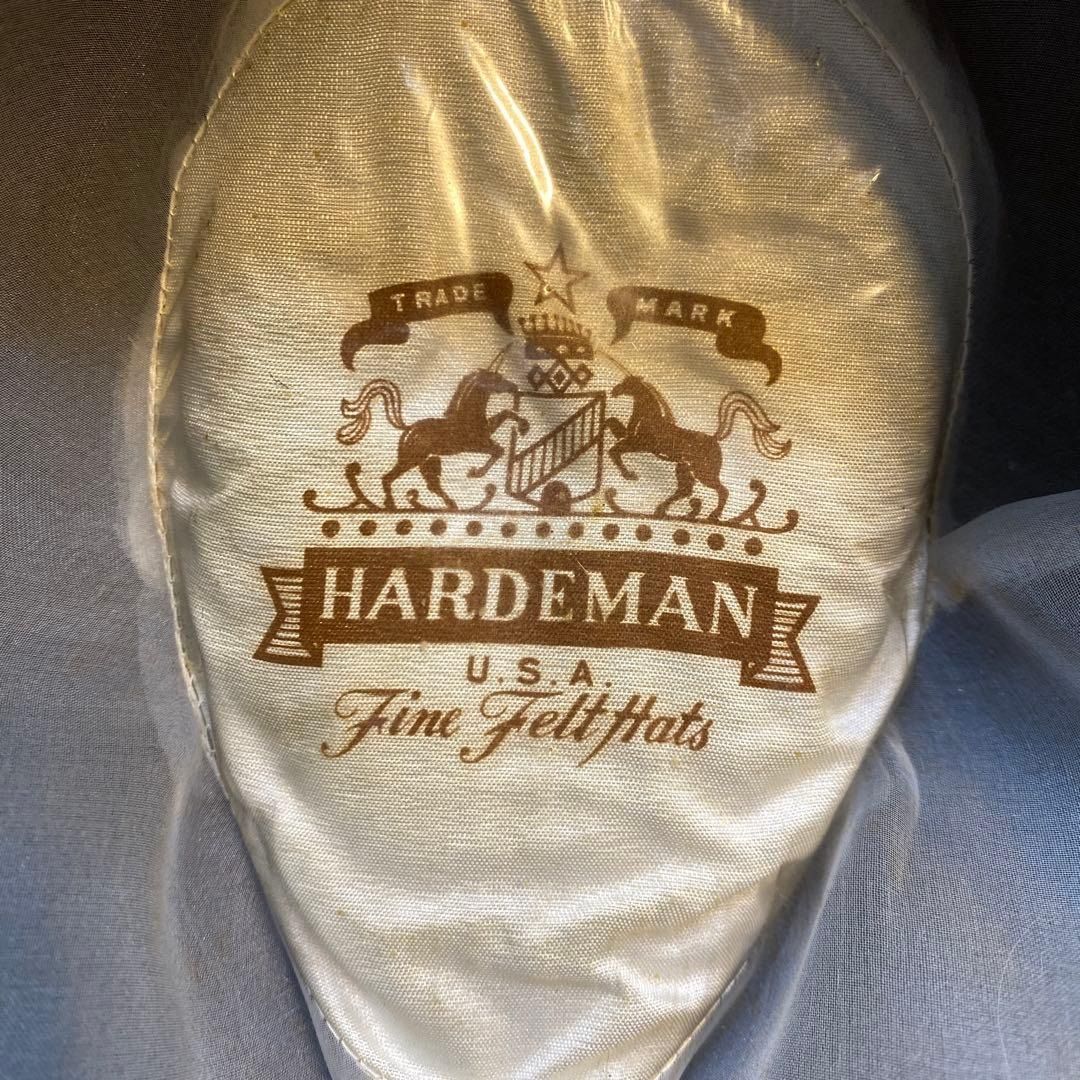 TRADE MARK
HARDEMAN
U.S.A.
Fine Felt Hats